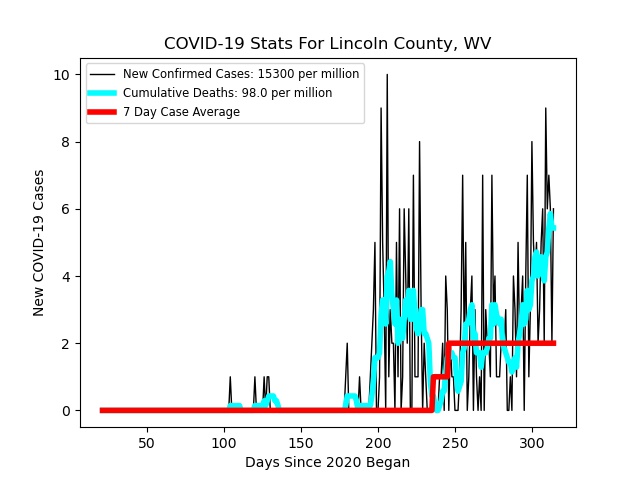 COVID-19 Stats For Lincoln County, WV
New Confirmed Cases: 15300 per million
Cumulative Deaths: 98.0 per million
7 Day Case Average
New COVID-19 Cases
10
8
6
4
2
0
50 100 150 200 250 300
Days Since 2020 Began